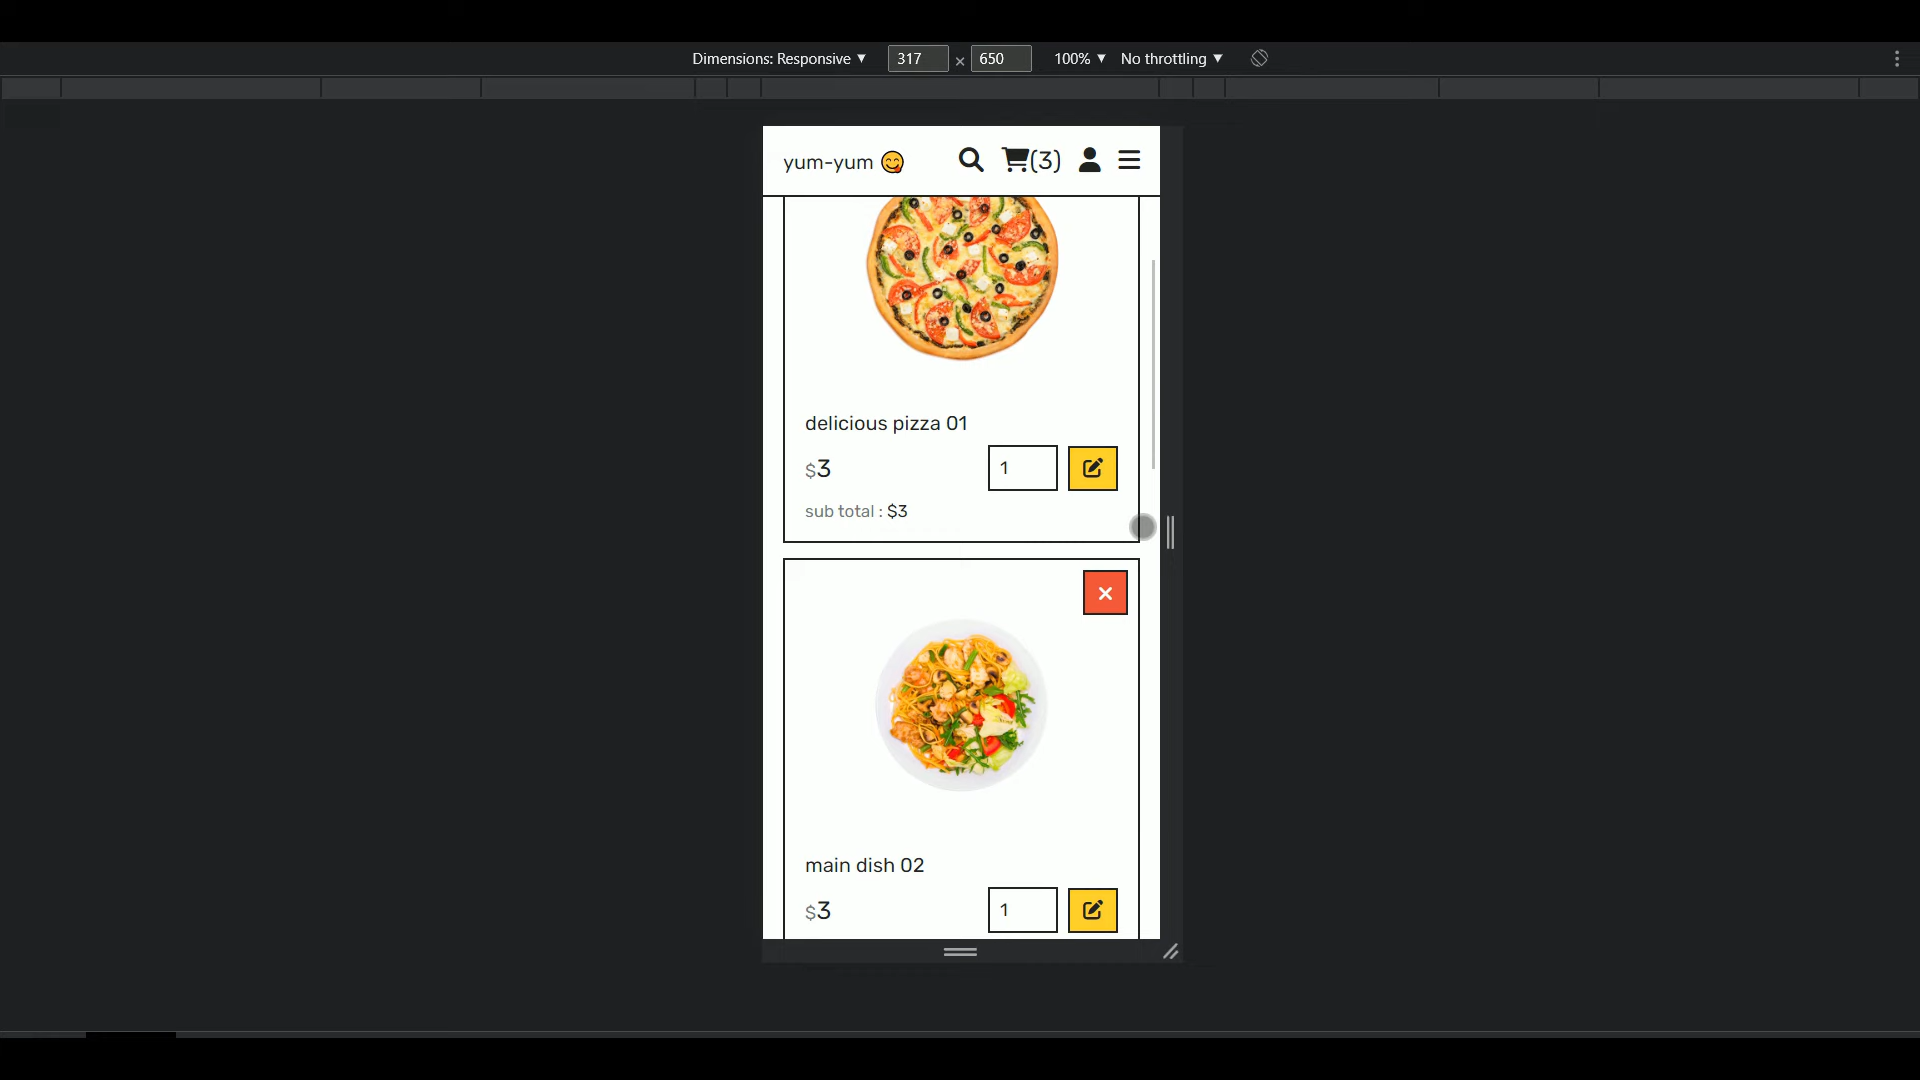 Dimensions: Responsive ▼ 317 × 650 100% ▼ No throttling ▼
yum-yum 😋 (3)
delicious pizza 01
$3 1
sub total : $3
main dish 02
$3 1